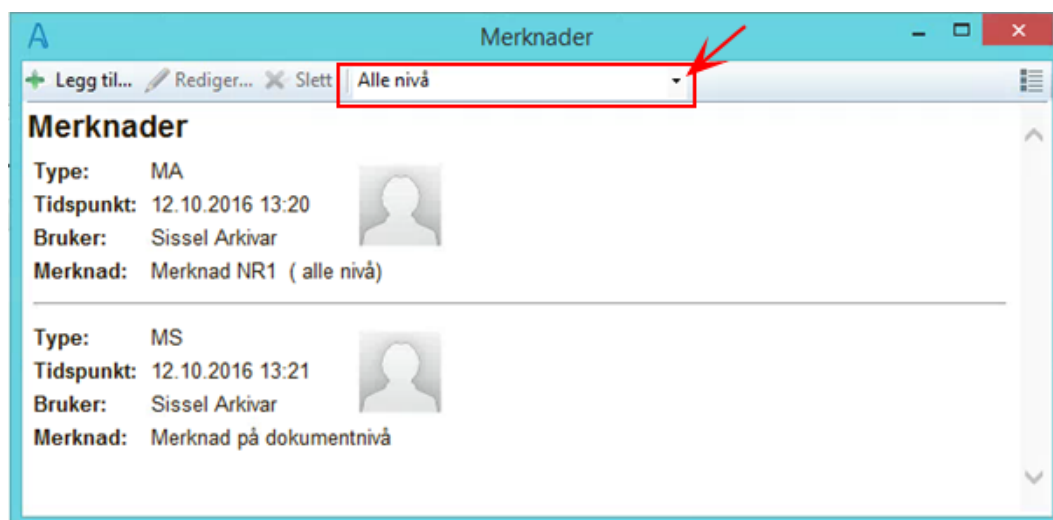 Merknader
Legg til... Rediger... Slett Alle nivå
Merknader
Type: MA
Tidspunkt: 12.10.2016 13:20
Bruker: Sissel Arkivar
Merknad: Merknad NR1 ( alle nivå)
Type: MS
Tidspunkt: 12.10.2016 13:21
Bruker: Sissel Arkivar
Merknad: Merknad på dokumentnivå